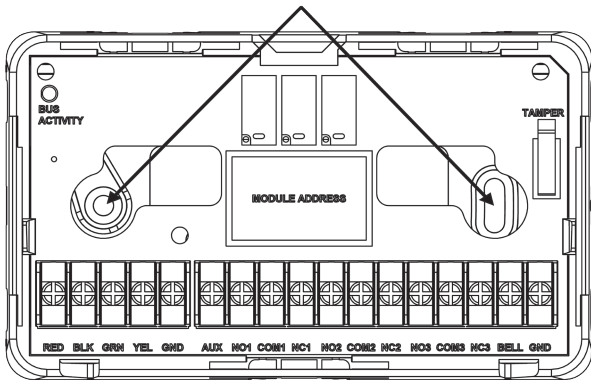 BUS
ACTIVITY
TAMPER
MODULE ADDRESS
RED BLK GRN YEL GND AUX NO1 COM1 NC1 NO2 COM2 NC2 NO3 COM3 NC3 BELL GND